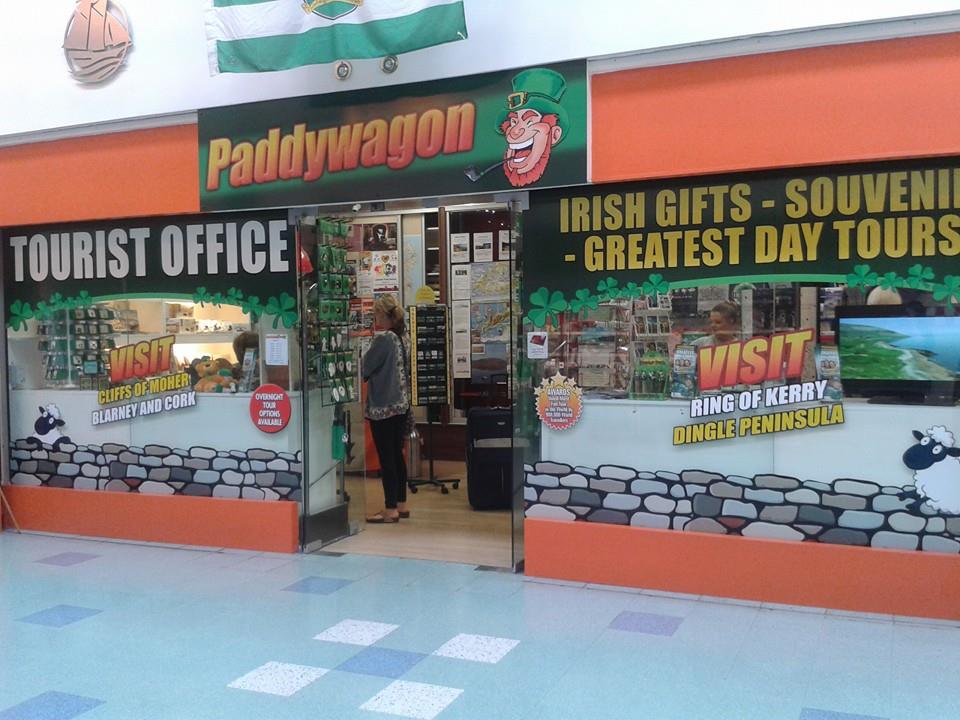 Paddywagon
TOURIST OFFICE
IRISH GIFTS - SOUVENI
- GREATEST DAY TOURS
VISIT
CLIFFS OF MOHER
BLARNEY AND CORK
OVERNIGHT
TOUR
OPTIONS
AVAILABLE
AWARDS
VISIT
RING OF KERRY
DINGLE PENINSULA